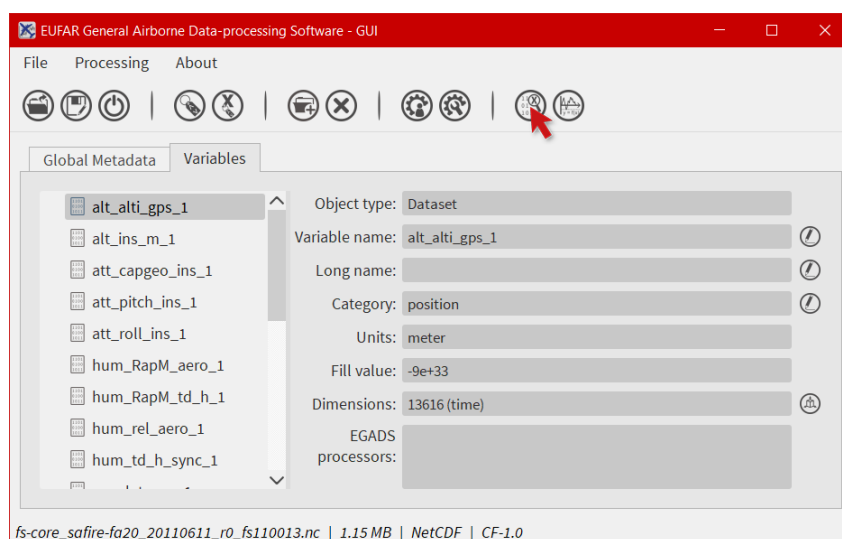 EUFAR General Airborne Data-processing Software - GUI
File Processing About
Global Metadata Variables
alt_alti_gps_1
alt_ins_m_1
att_capgeo_ins_1
att_pitch_ins_1
att_roll_ins_1
hum_RapM_aero_1
hum_RapM_td_h_1
hum_rel_aero_1
hum_td_h_sync_1
Object type: Dataset
Variable name: alt_alti_gps_1
Long name:
Category: position
Units: meter
Fill value: -9e+33
Dimensions: 13616 (time)
EGADS
processors:
fs-core_safire-fa20_20110611_r0_fs110013.nc | 1.15 MB | NetCDF | CF-1.0